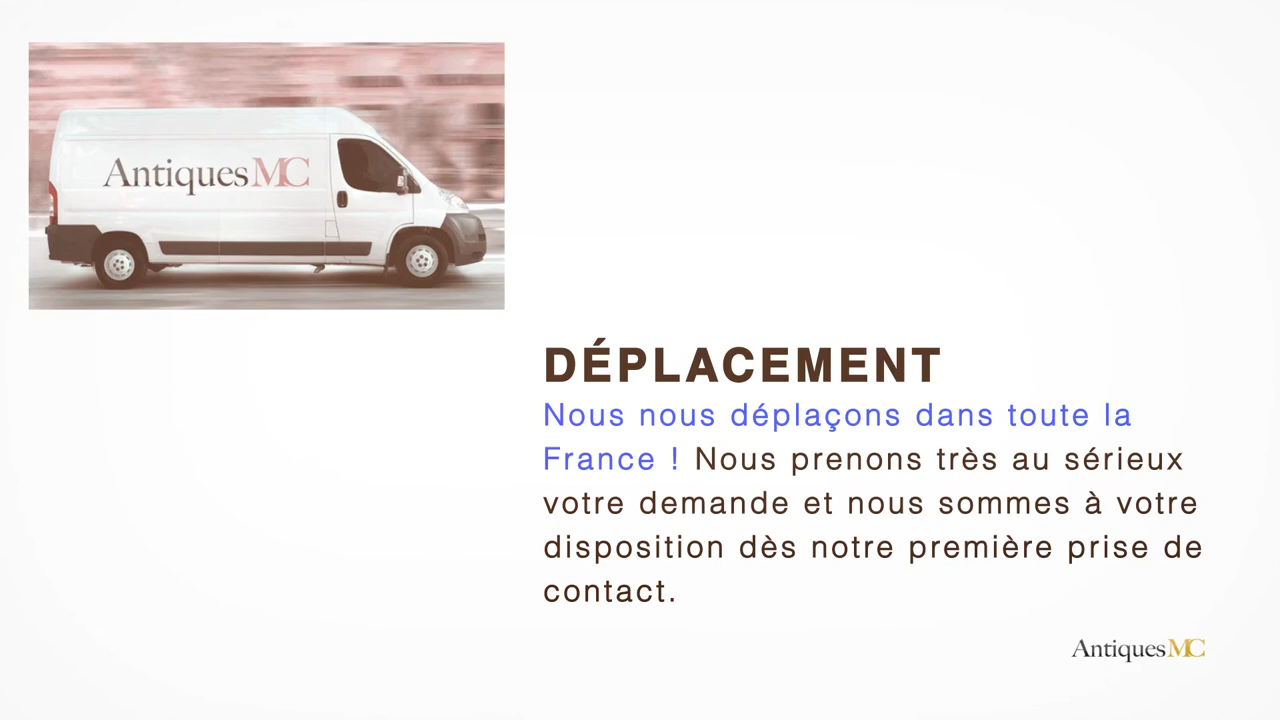 AntiquesMC
DÉPLACEMENT
Nous nous déplaçons dans toute la
France ! Nous prenons très au sérieux
votre demande et nous sommes à votre
disposition dès notre première prise de
contact.
AntiquesMC